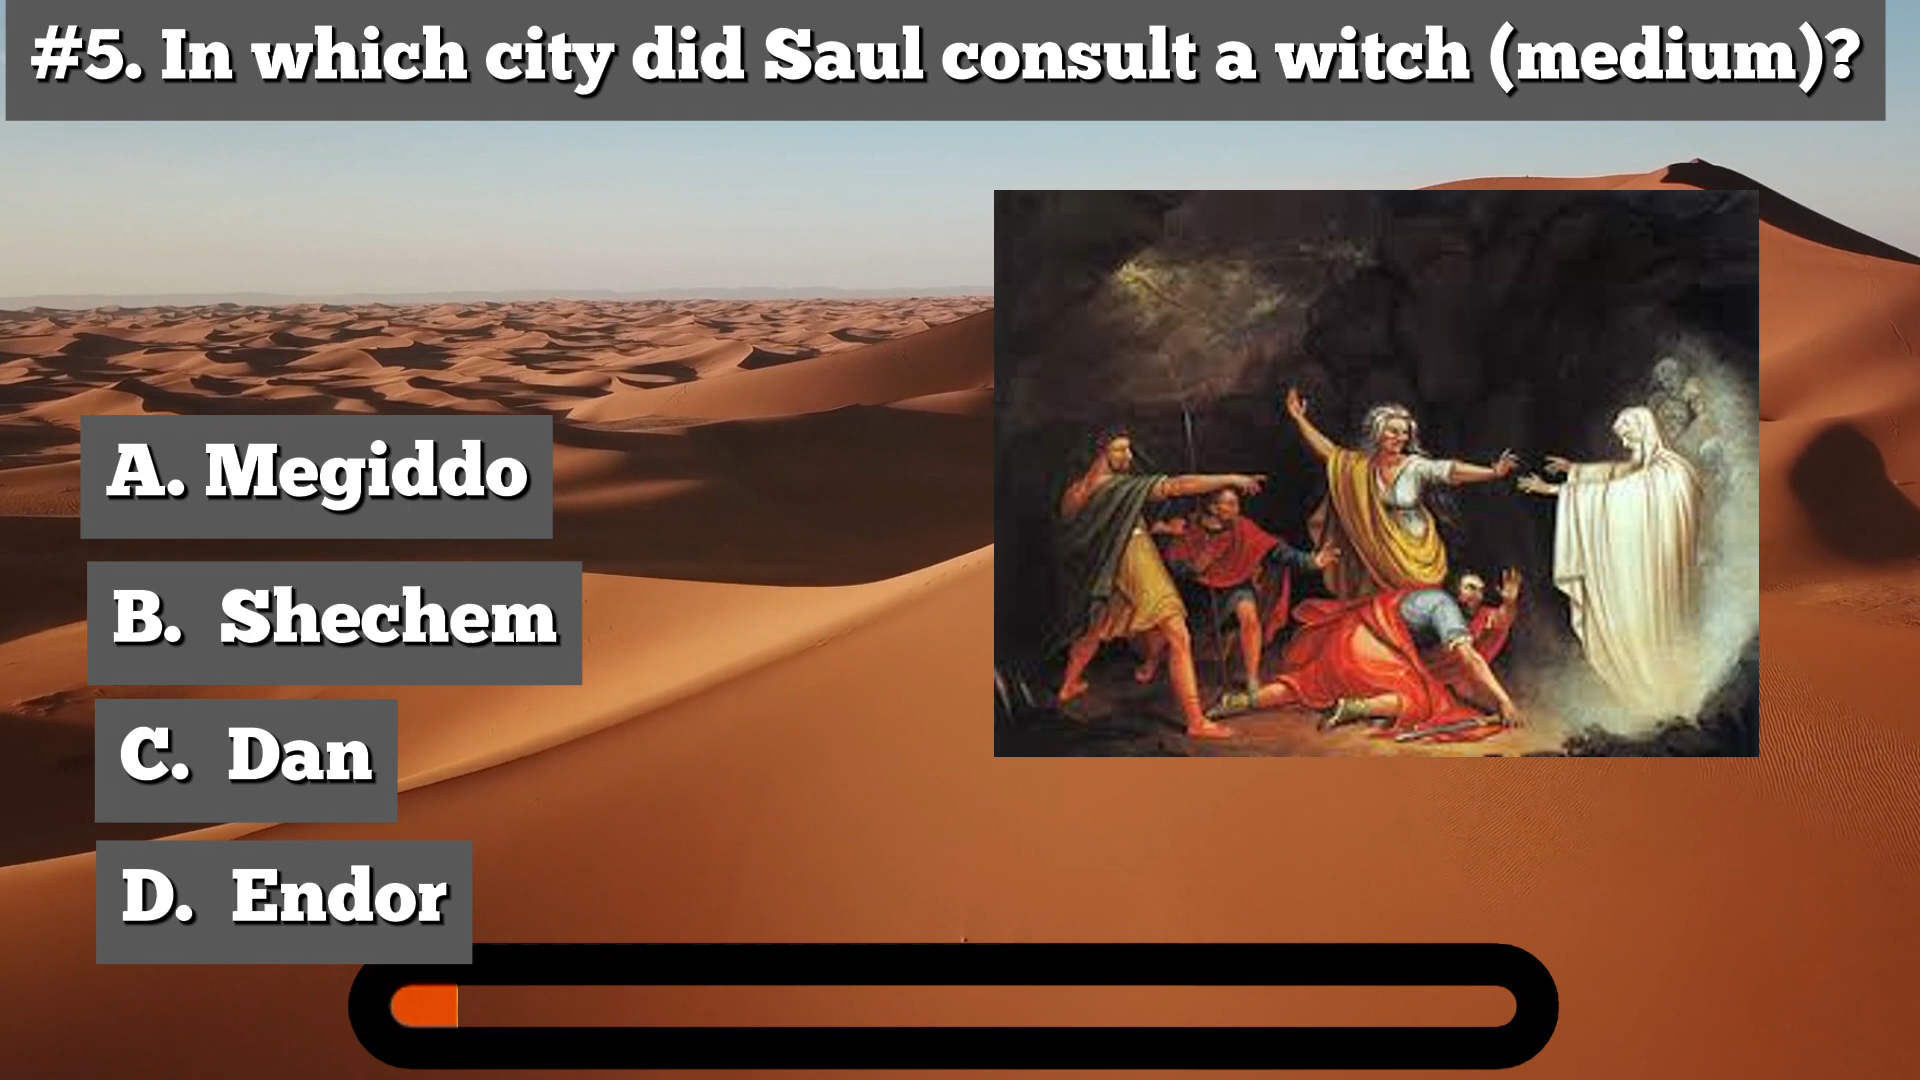 #5. In which city did Saul consult a witch (medium)?
A. Megiddo
B. Shechem
C. Dan
D. Endor